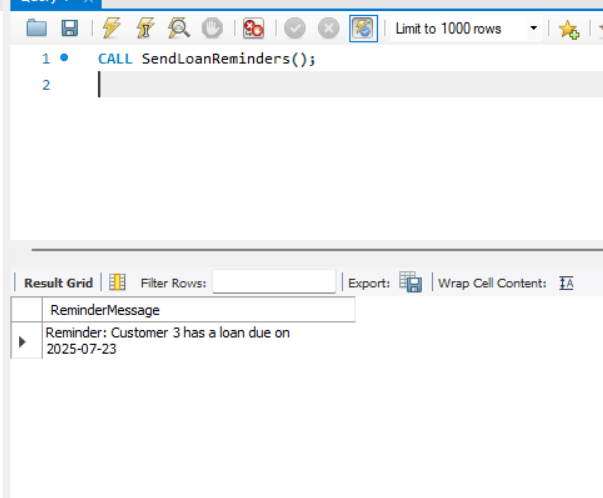 Limit to 1000 rows
1 CALL SendLoanReminders();
2
Result Grid Filter Rows: Export: Wrap Cell Content: IA
ReminderMessage
Reminder: Customer 3 has a loan due on
2025-07-23